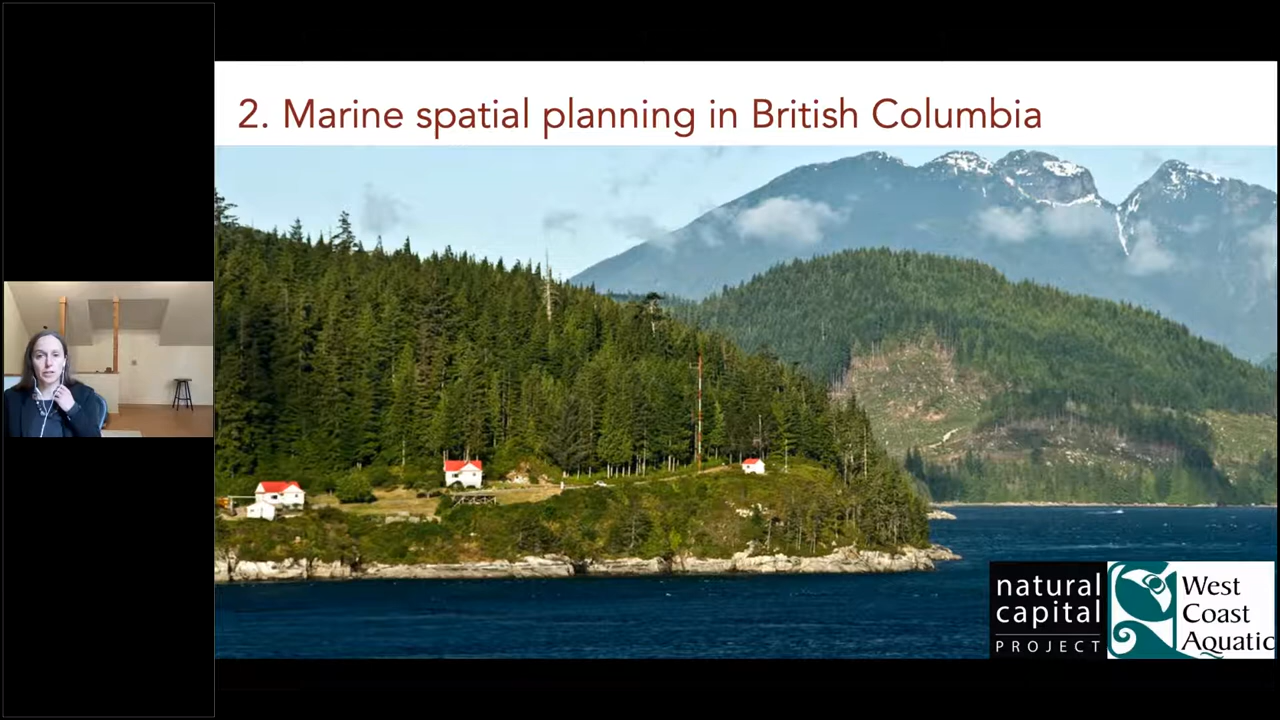 2. Marine spatial planning in British Columbia
natural
capital
PROJECT
West
Coast
Aquatic